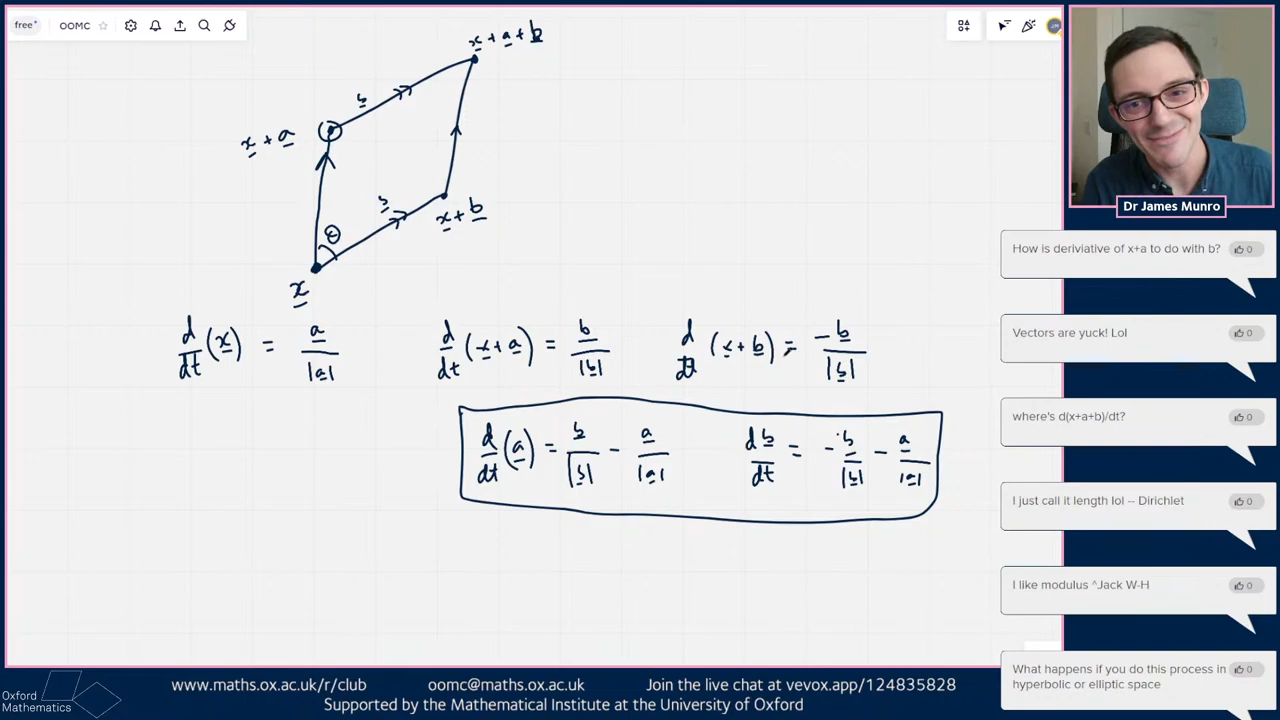 free*
OOMC
x + a + b
b
x + a
b
x + b
θ
x
d/dt (x) = a/|a|
d/dt (x + a) = b/|b|
d/dt (x + b) = -b/|b|
d/dt (a) = b/|b| - a/|a|
db/dt = -b/|b| - a/|a|
Dr James Munro
How is deriviative of x+a to do with b?
0
Vectors are yuck! Lol
0
where's d(x+a+b)/dt?
0
I just call it length lol -- Dirichlet
0
I like modulus ^Jack W-H
0
What happens if you do this process in
hyperbolic or elliptic space
0
Oxford
Mathematics
www.maths.ox.ac.uk/r/club
oomc@maths.ox.ac.uk
Join the live chat at vevox.app/124835828
Supported by the Mathematical Institute at the University of Oxford